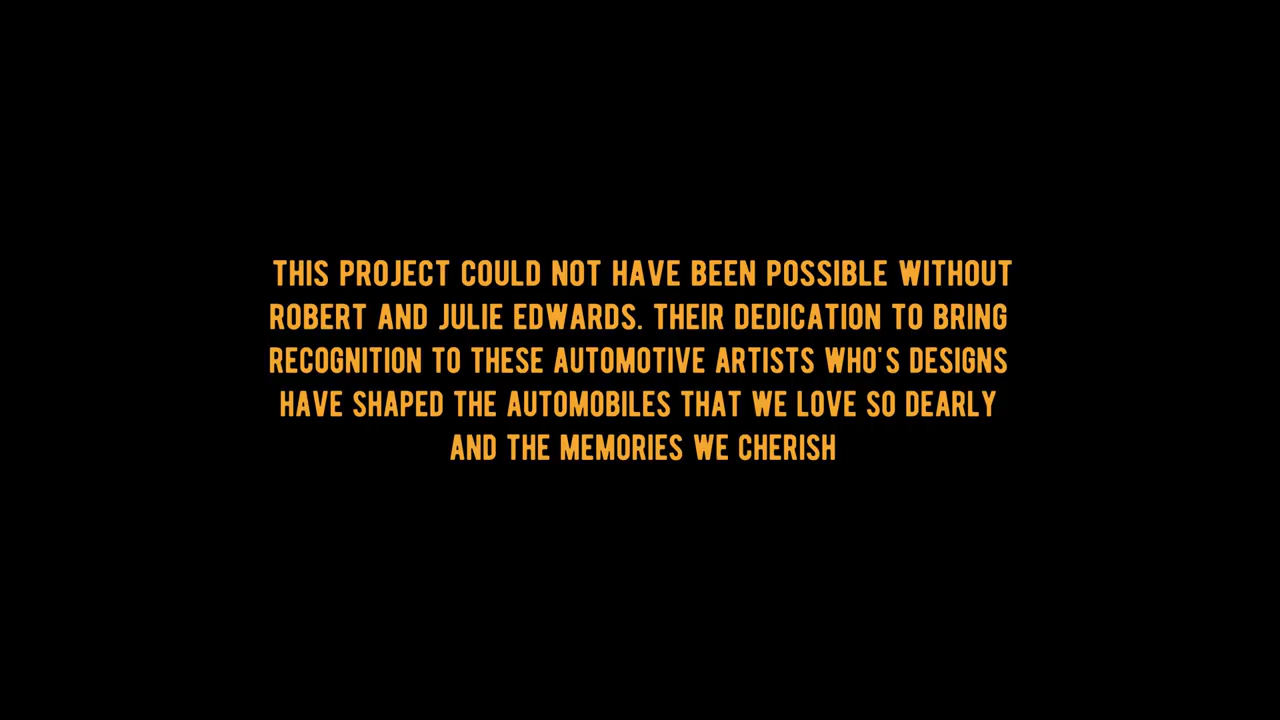 THIS PROJECT COULD NOT HAVE BEEN POSSIBLE WITHOUT
ROBERT AND JULIE EDWARDS. THEIR DEDICATION TO BRING
RECOGNITION TO THESE AUTOMOTIVE ARTISTS WHO'S DESIGNS
HAVE SHAPED THE AUTOMOBILES THAT WE LOVE SO DEARLY
AND THE MEMORIES WE CHERISH